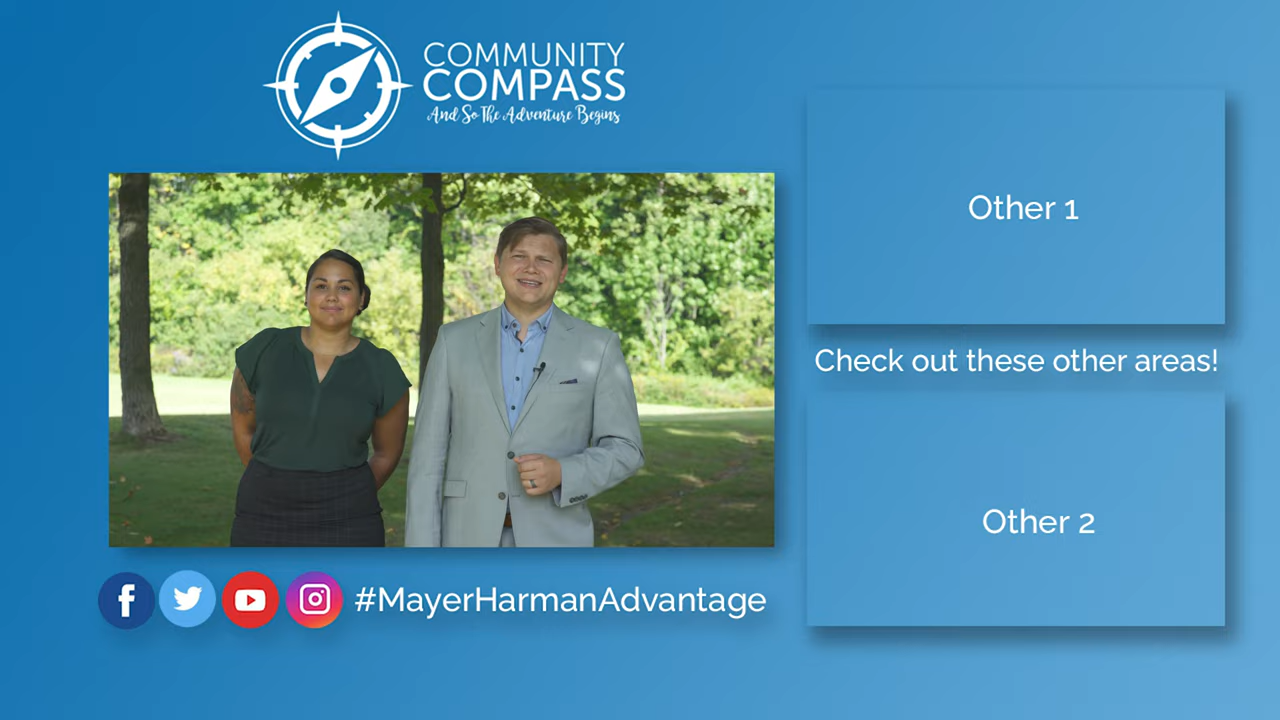 COMMUNITY
COMPASS
And So The Adventure Begins
Other 1
Check out these other areas!
Other 2
#MayerHarmanAdvantage